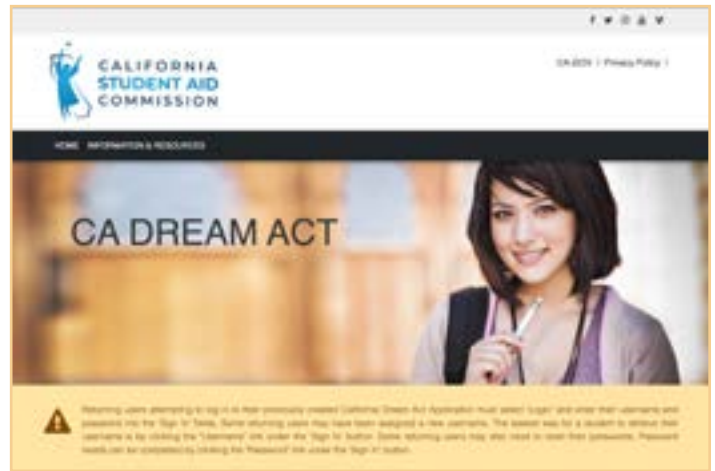 CALIFORNIA
STUDENT AID
COMMISSION
CA.GOV | Privacy Policy |
HOME INFORMATION & RESOURCES
CA DREAM ACT
Returning users attempting to log in to their previously created California Dream Act Application must select 'Login' and enter their username and
password into the 'Sign In' fields. Some returning users may have been assigned a new username. The easiest way for a student to retrieve their
username is by clicking the "Username" link under the 'Sign In' button. Some returning users may also need to reset their passwords. Password
resets can be completed by clicking the "Password" link under the 'Sign In' button.